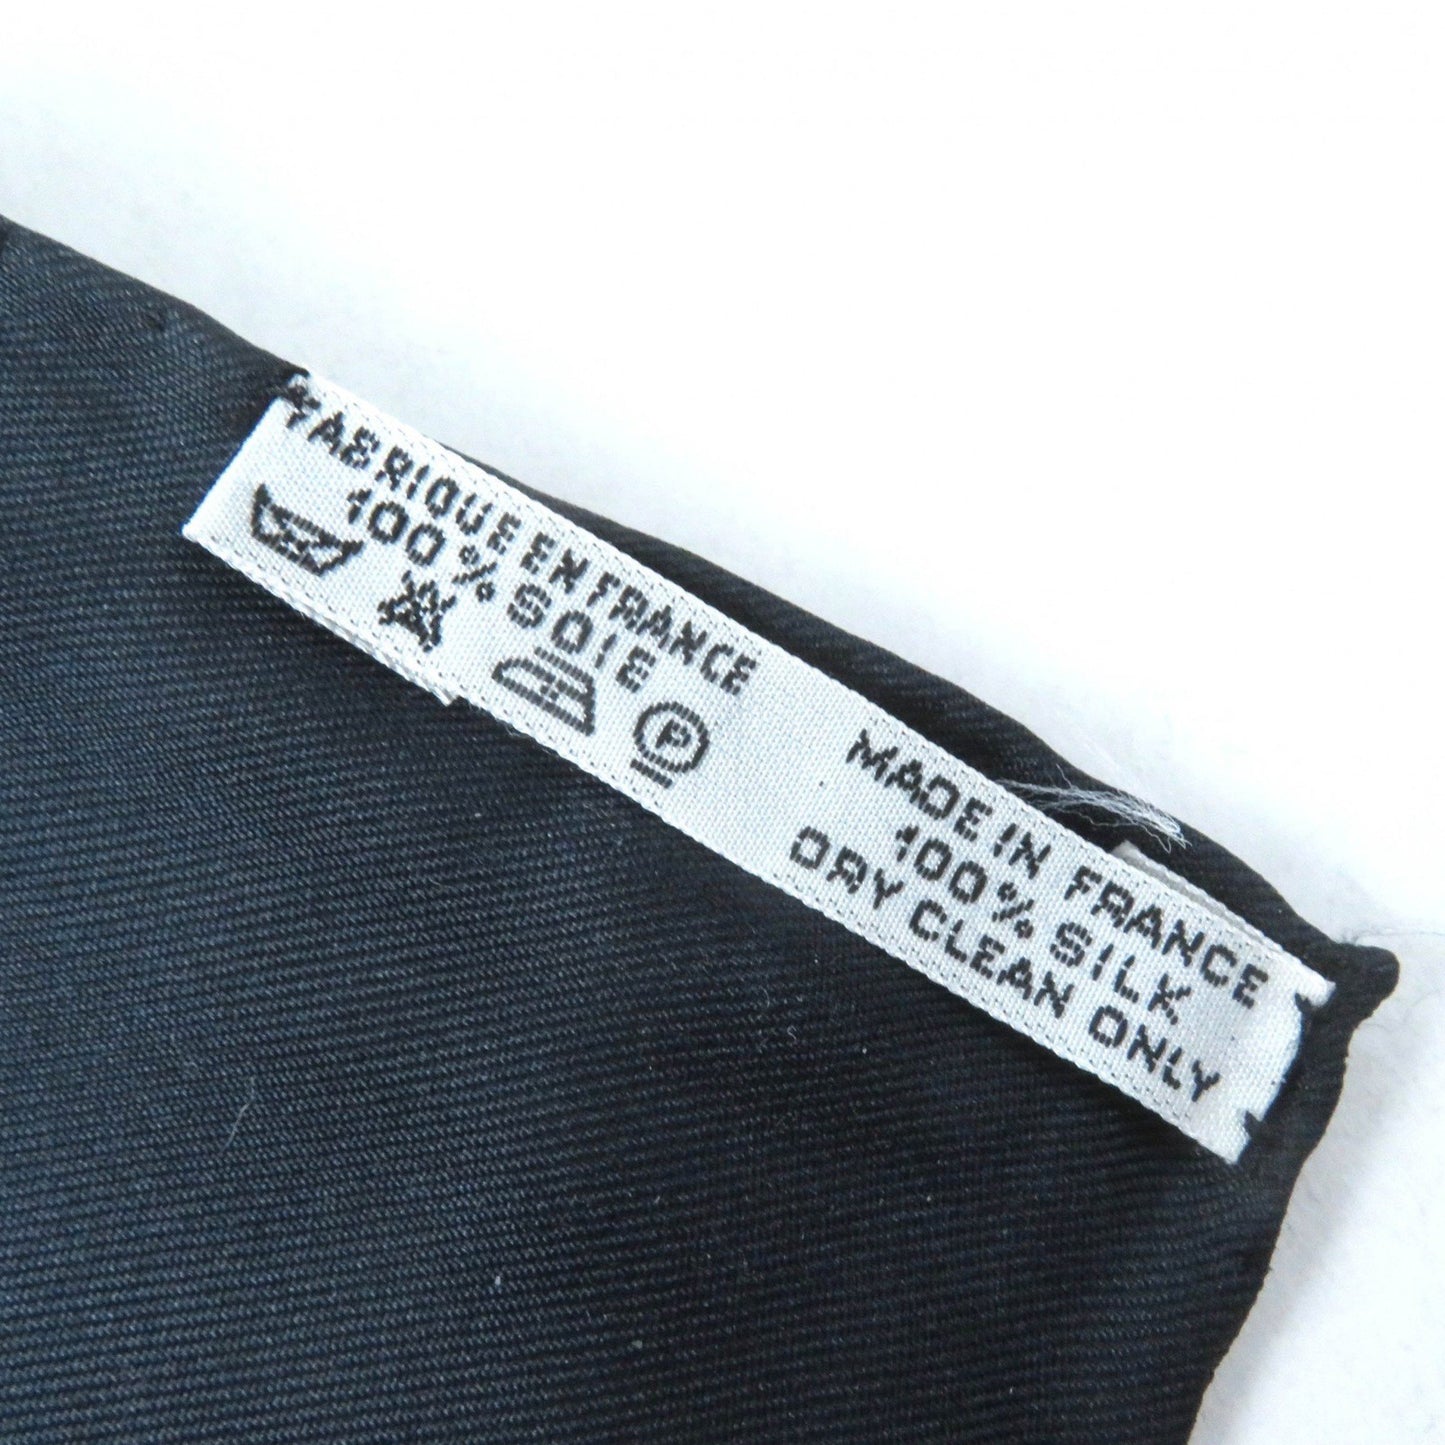 FABRIQUE EN FRANCE
100% SOIE
P
MADE IN FRANCE
100% SILK
DRY CLEAN ONLY